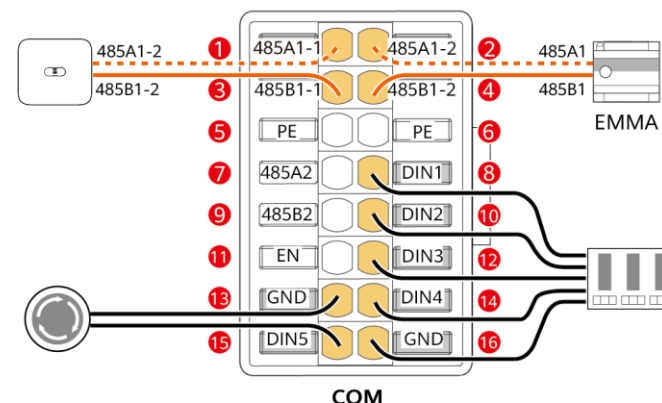 485A1-2 1 485A1-1 485A1-2 2 485A1
485B1-2 3 485B1-1 485B1-2 4 485B1
EMMA
5 PE PE 6
7 485A2 DIN1 8
9 485B2 DIN2 10
11 EN DIN3 12
13 GND DIN4 14
15 DIN5 GND 16
COM